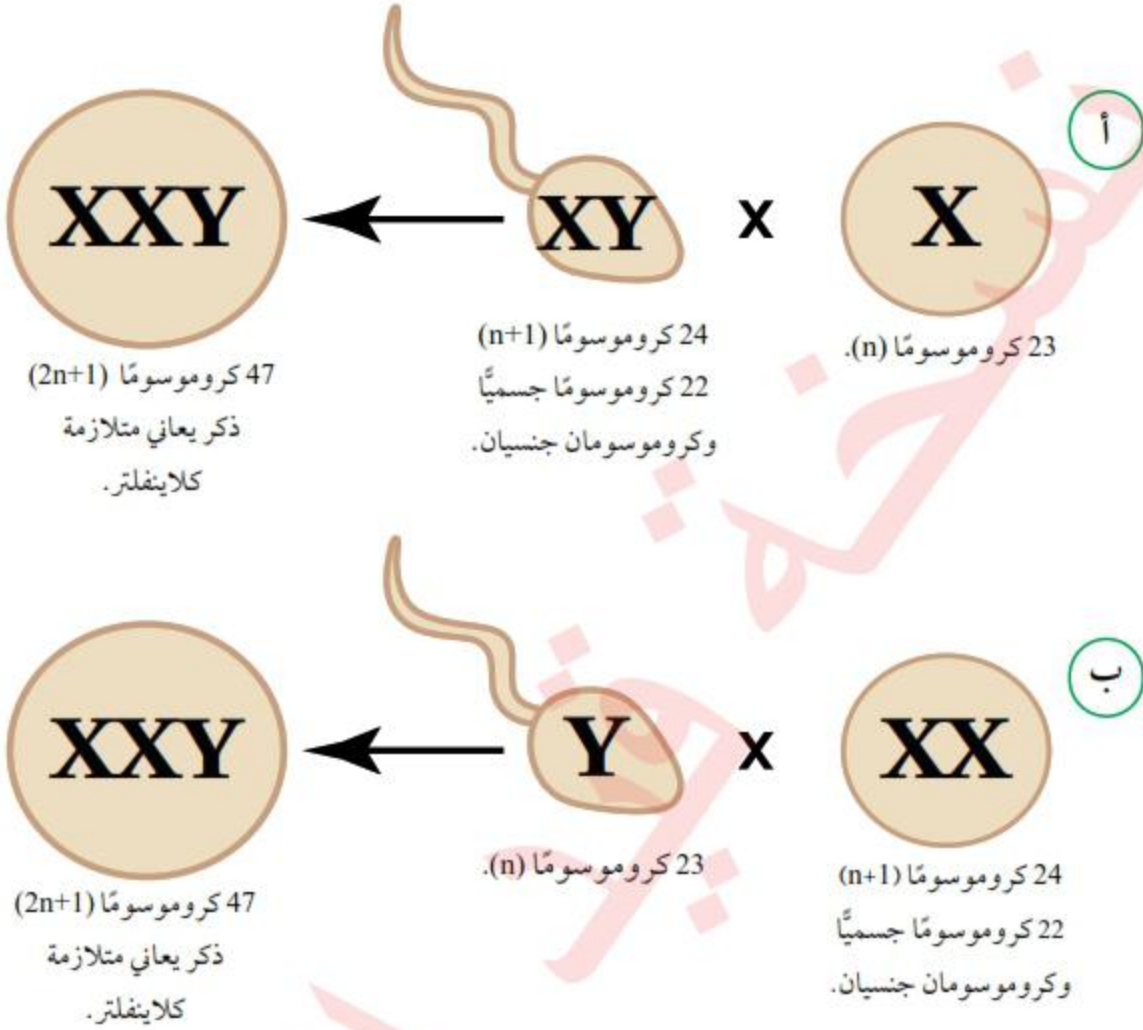 أ
X
x
XY
XXY
23 كروموسومًا (n).
24 كروموسومًا (n+1)
22 كروموسومًا جسميًّا
وكروموسومان جنسيان.
47 كروموسومًا (2n+1)
ذكر يعاني متلازمة
كلاينفلتر.
ب
XX
x
Y
XXY
24 كروموسومًا (n+1)
22 كروموسومًا جسميًّا
وكروموسومان جنسيان.
23 كروموسومًا (n).
47 كروموسومًا (2n+1)
ذكر يعاني متلازمة
كلاينفلتر.